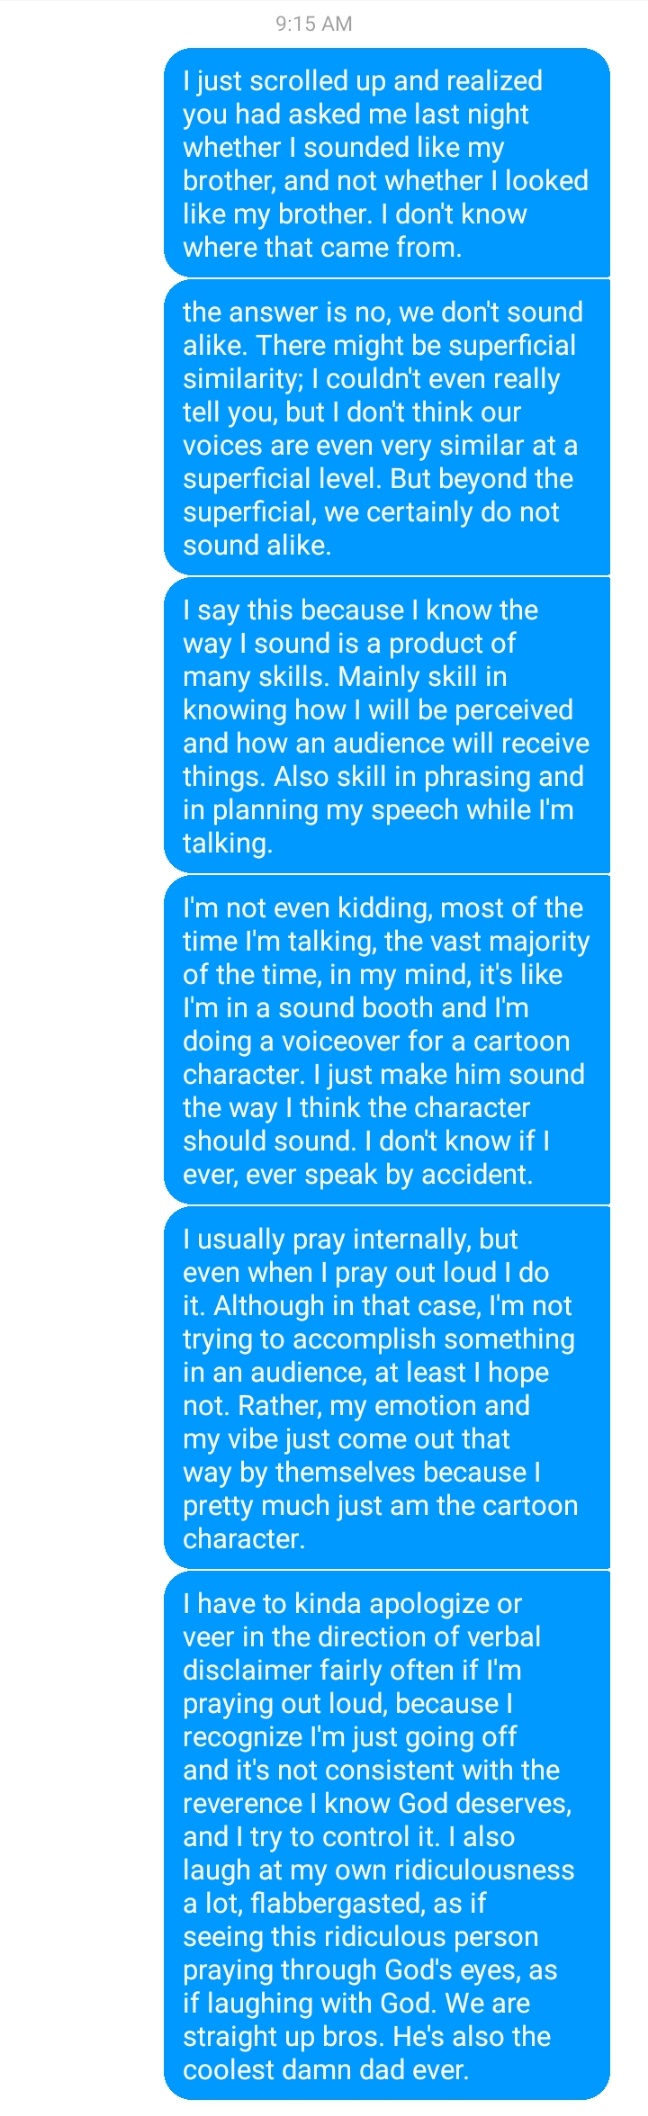 9:15 AM
I just scrolled up and realized
you had asked me last night
whether I sounded like my
brother, and not whether I looked
like my brother. I don't know
where that came from.
the answer is no, we don't sound
alike. There might be superficial
similarity; I couldn't even really
tell you, but I don't think our
voices are even very similar at a
superficial level. But beyond the
superficial, we certainly do not
sound alike.
I say this because I know the
way I sound is a product of
many skills. Mainly skill in
knowing how I will be perceived
and how an audience will receive
things. Also skill in phrasing and
in planning my speech while I'm
talking.
I'm not even kidding, most of the
time I'm talking, the vast majority
of the time, in my mind, it's like
I'm in a sound booth and I'm
doing a voiceover for a cartoon
character. I just make him sound
the way I think the character
should sound. I don't know if I
ever, ever speak by accident.
I usually pray internally, but
even when I pray out loud I do
it. Although in that case, I'm not
trying to accomplish something
in an audience, at least I hope
not. Rather, my emotion and
my vibe just come out that
way by themselves because I
pretty much just am the cartoon
character.
I have to kinda apologize or
veer in the direction of verbal
disclaimer fairly often if I'm
praying out loud, because I
recognize I'm just going off
and it's not consistent with the
reverence I know God deserves,
and I try to control it. I also
laugh at my own ridiculousness
a lot, flabbergasted, as if
seeing this ridiculous person
praying through God's eyes, as
if laughing with God. We are
straight up bros. He's also the
coolest damn dad ever.